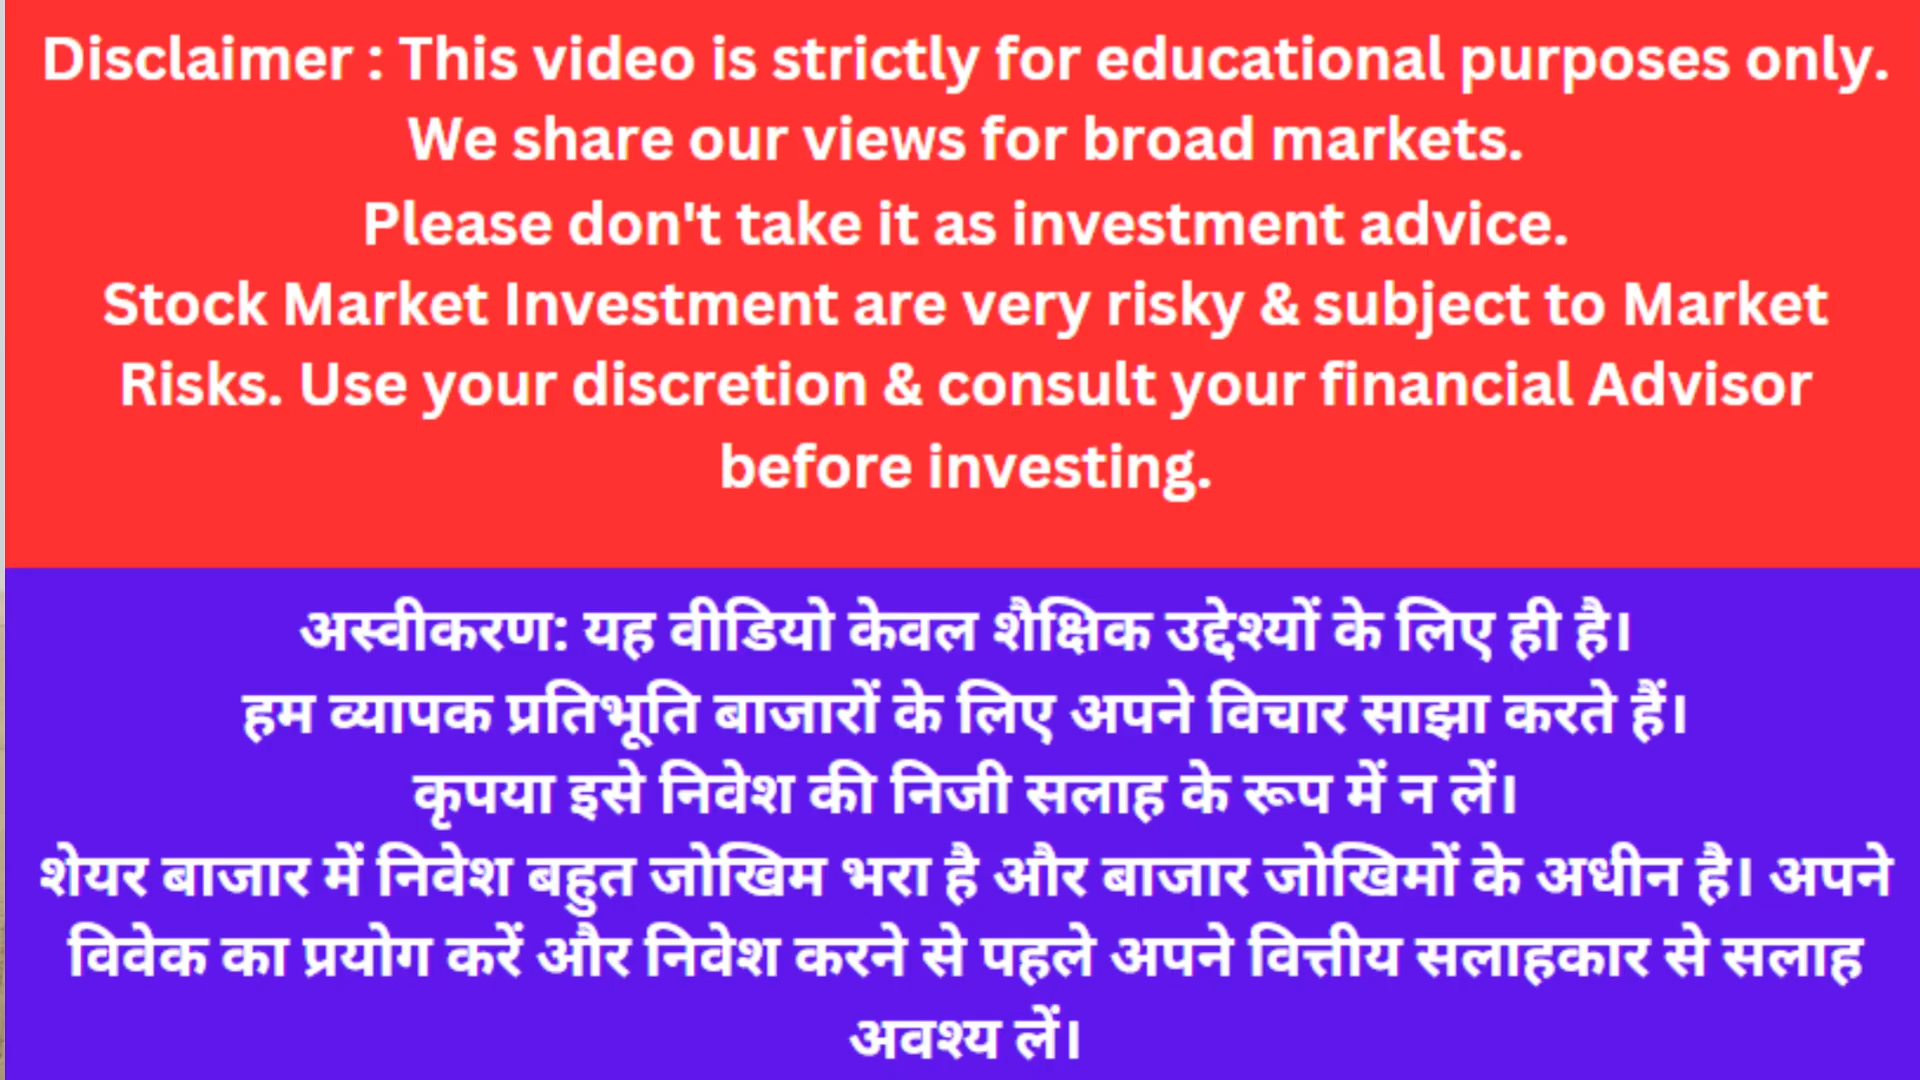 Disclaimer : This video is strictly for educational purposes only.
We share our views for broad markets.
Please don't take it as investment advice.
Stock Market Investment are very risky & subject to Market
Risks. Use your discretion & consult your financial Advisor
before investing.
अस्वीकरण: यह वीडियो केवल शैक्षिक उद्देश्यों के लिए ही है।
हम व्यापक प्रतिभूति बाजारों के लिए अपने विचार साझा करते हैं।
कृपया इसे निवेश की निजी सलाह के रूप में न लें।
शेयर बाजार में निवेश बहुत जोखिम भरा है और बाजार जोखिमों के अधीन है। अपने
विवेक का प्रयोग करें और निवेश करने से पहले अपने वित्तीय सलाहकार से सलाह
अवश्य लें।